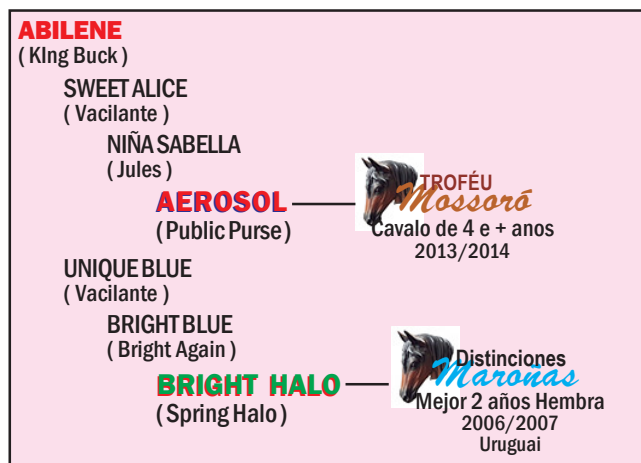 ABILENE
( KIng Buck )
SWEET ALICE
( Vacilante )
NIÑA SABELLA
( Jules )
AEROSOL
( Public Purse )
TROFÉU
Mossoró
Cavalo de 4 e + anos
2013/2014
UNIQUE BLUE
( Vacilante )
BRIGHT BLUE
( Bright Again )
BRIGHT HALO
( Spring Halo )
Distinciones
Maroñas
Mejor 2 años Hembra
2006/2007
Uruguai